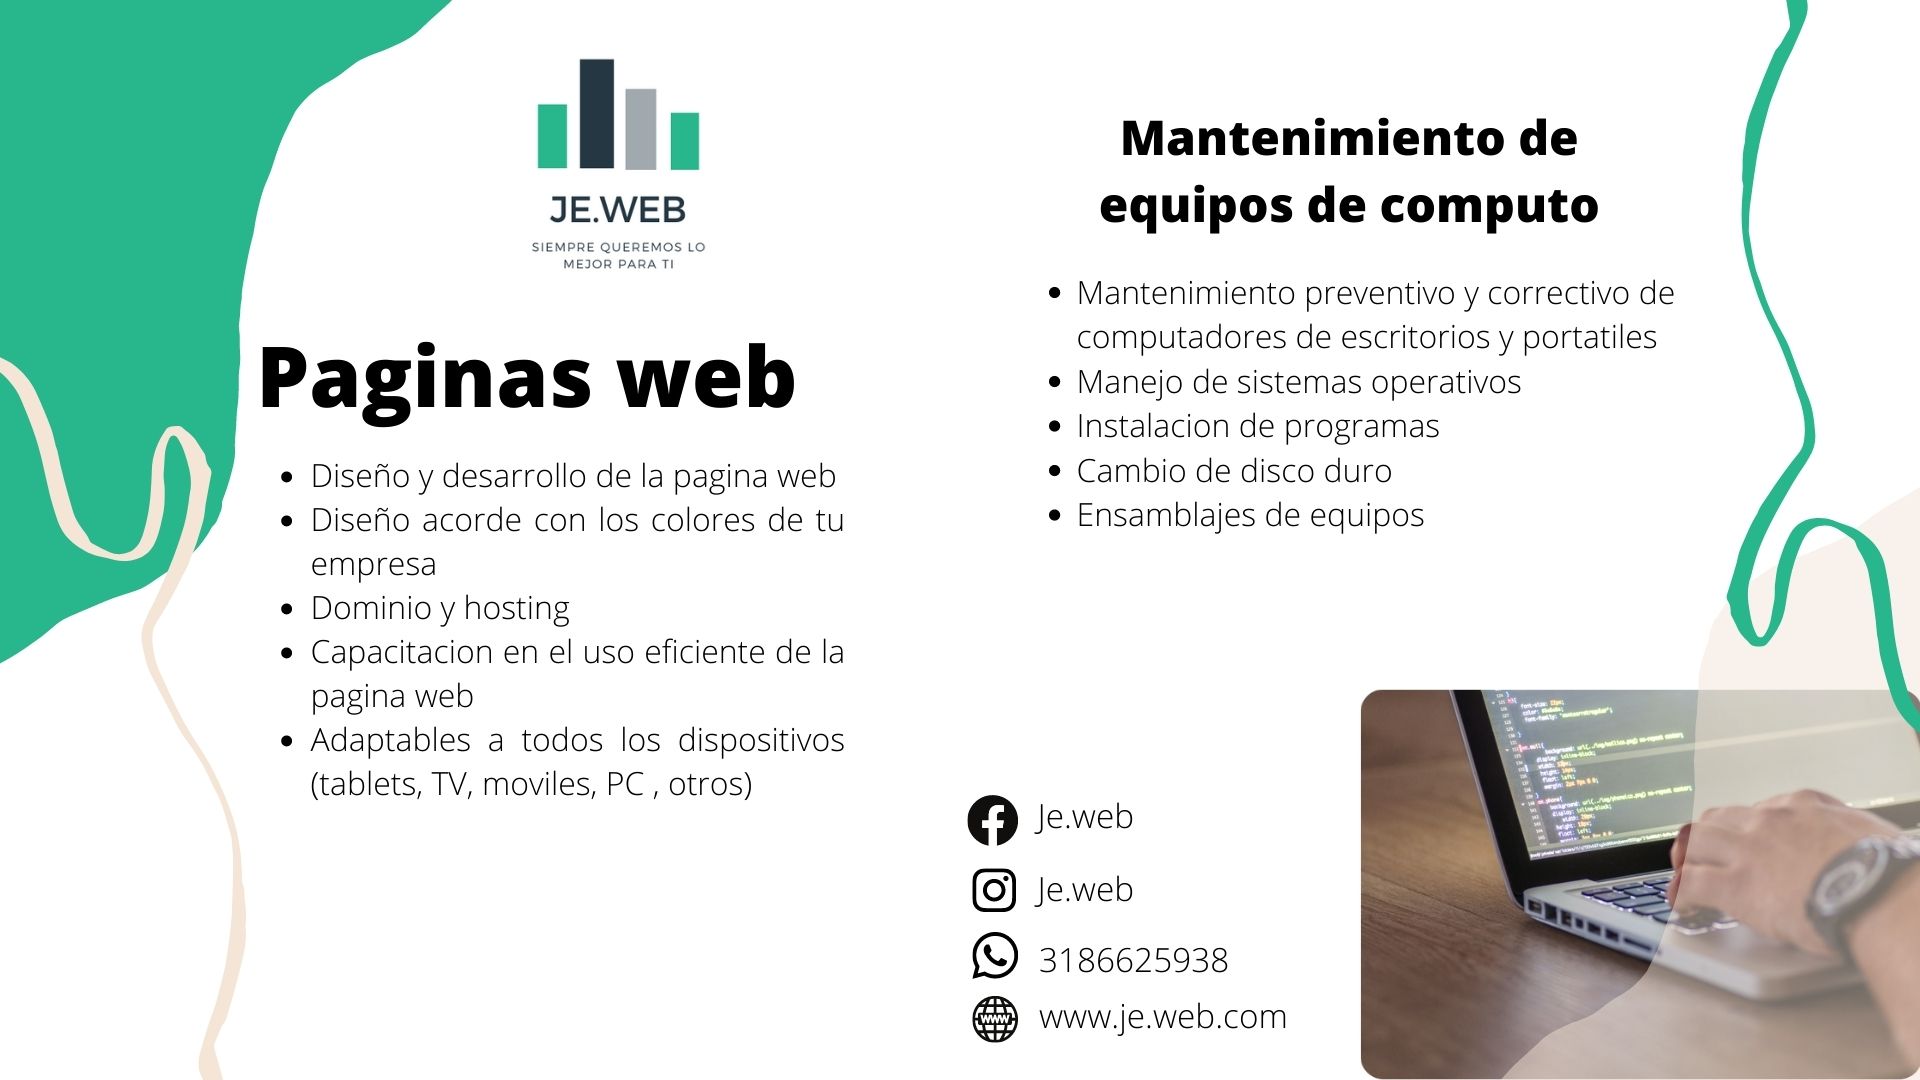 JE.WEB
SIEMPRE QUEREMOS LO
MEJOR PARA TI
Paginas web
Diseño y desarrollo de la pagina web
Diseño acorde con los colores de tu
empresa
Dominio y hosting
Capacitacion en el uso eficiente de la
pagina web
Adaptables a todos los dispositivos
(tablets, TV, moviles, PC , otros)
Mantenimiento de
equipos de computo
Mantenimiento preventivo y correctivo de
computadores de escritorios y portatiles
Manejo de sistemas operativos
Instalacion de programas
Cambio de disco duro
Ensamblajes de equipos
Je.web
Je.web
3186625938
www.je.web.com